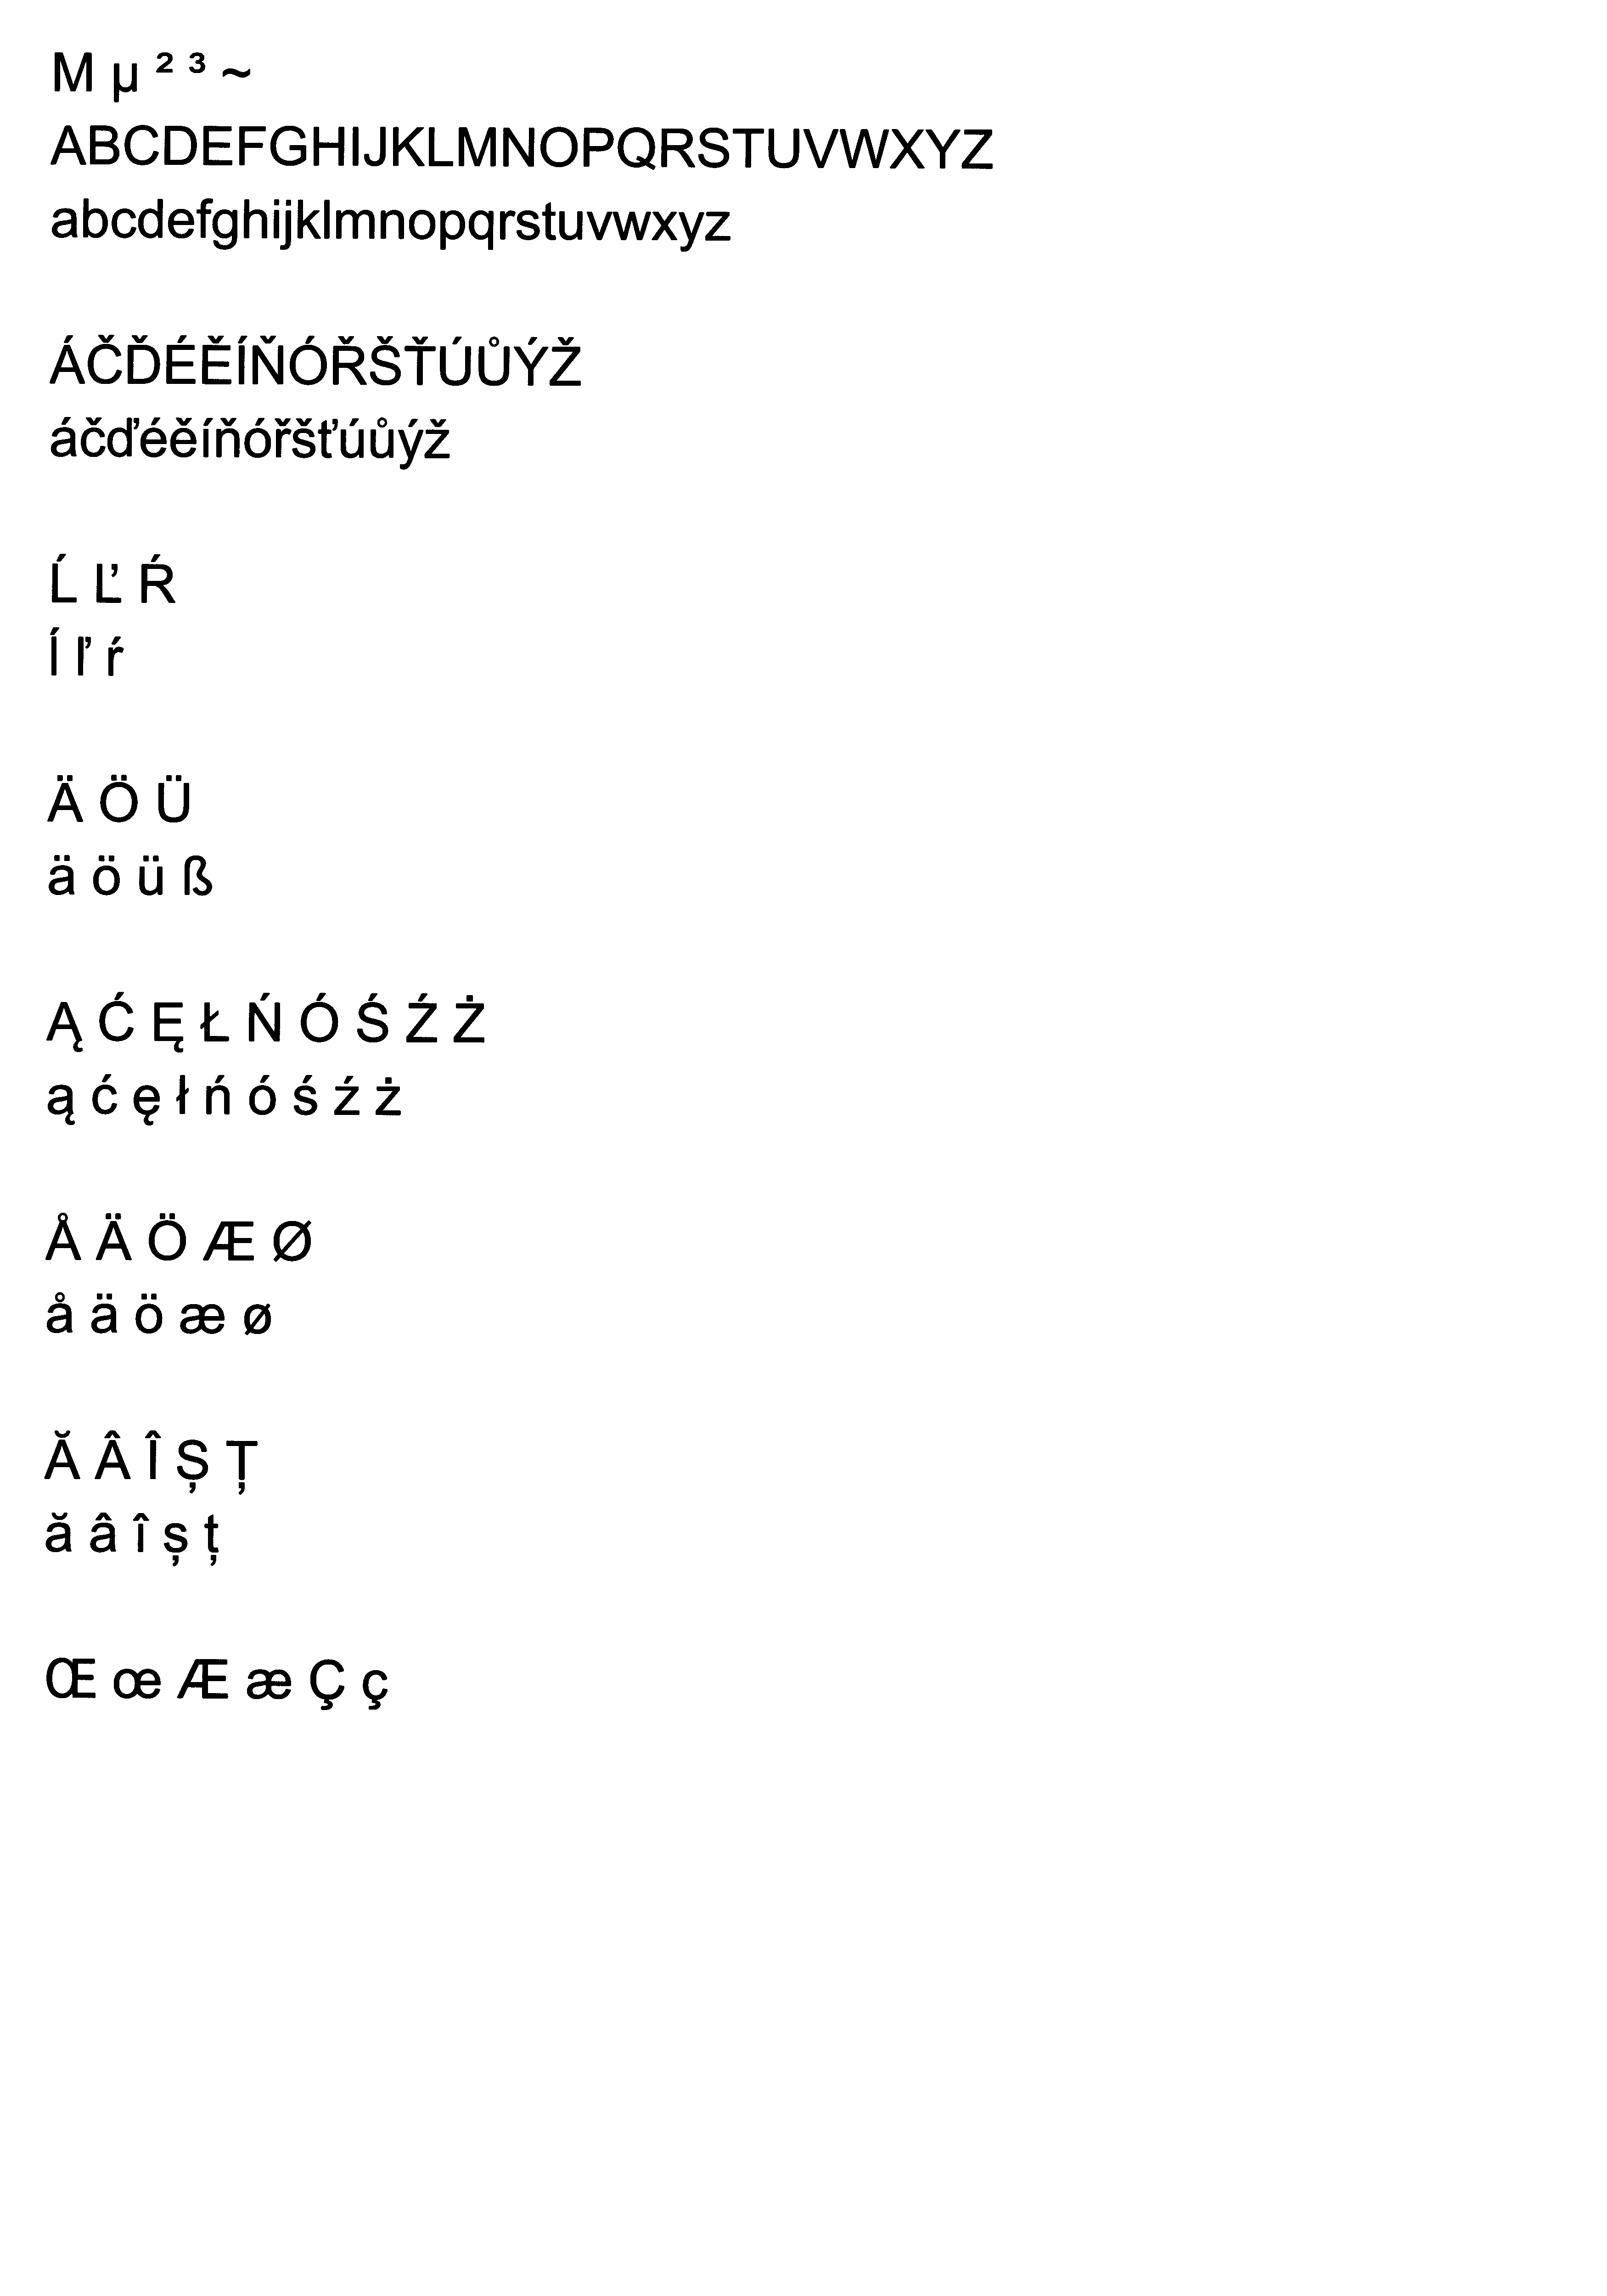 M µ ² ³ ~
ABCDEFGHIJKLMNOPQRSTUVWXYZ
abcdefghijklmnopqrstuvwxyz
ÁČĎÉĚÍŇÓŘŠŤÚŮÝŽ
áčďéěíňóřšťúůýž
Ĺ Ľ Ŕ
ĺ ľ ŕ
Ä Ö Ü
ä ö ü ß
Ą Ć Ę Ł Ń Ó Ś Ź Ż
ą ć ę ł ń ó ś ź ż
Å Ä Ö Æ Ø
å ä ö æ ø
Ă Â Î Ș Ț
ă â î ș ț
Œ œ Æ æ Ç ç